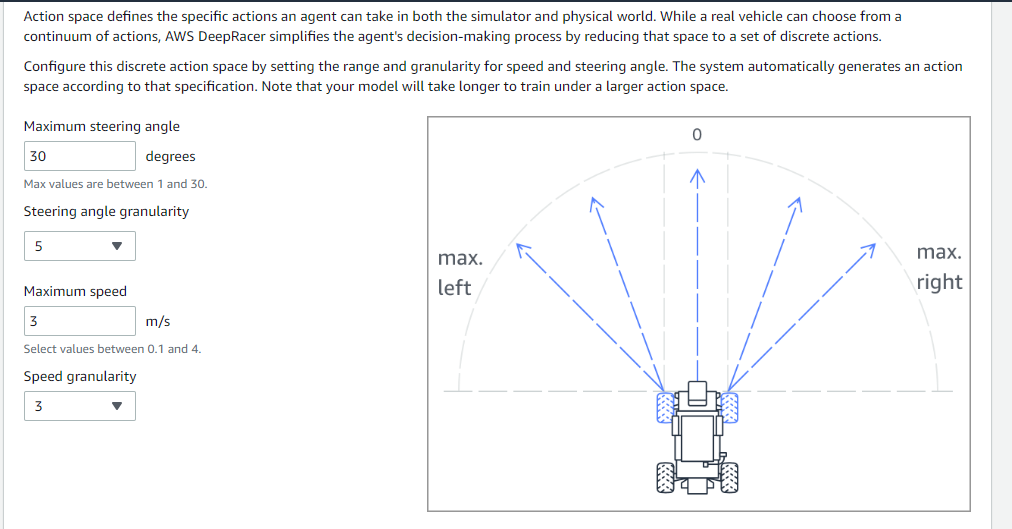 Action space defines the specific actions an agent can take in both the simulator and physical world. While a real vehicle can choose from a
continuum of actions, AWS DeepRacer simplifies the agent's decision-making process by reducing that space to a set of discrete actions.
Configure this discrete action space by setting the range and granularity for speed and steering angle. The system automatically generates an action
space according to that specification. Note that your model will take longer to train under a larger action space.
Maximum steering angle
30 degrees
Max values are between 1 and 30.
Steering angle granularity
5
Maximum speed
3 m/s
Select values between 0.1 and 4.
Speed granularity
3
0
max.
left
max.
right